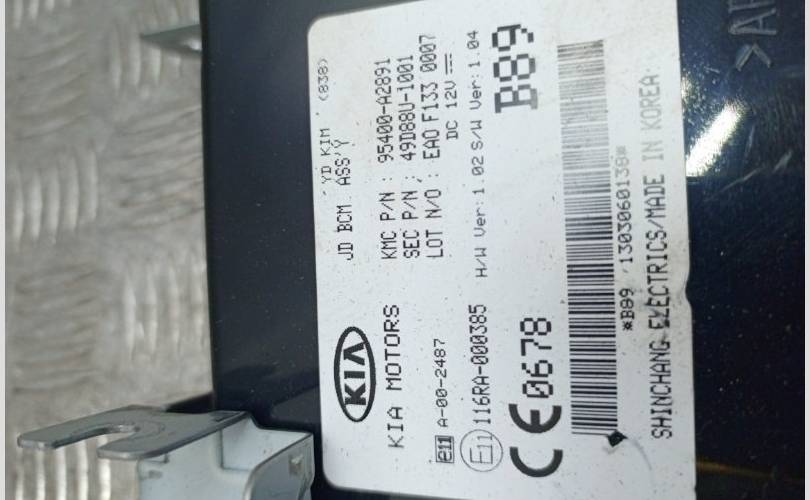 YD KIM (838)
JD BCM ASS'Y
KMC P/N : 95400-A2891
SEC P/N : 49D88U-1001
LOT N/O : EAO F133 0007
DC 12V
H/W Ver: 1.02 S/W Ver: 1.04
B89
KIA
KIA MOTORS
e11 A-00-2487
E11 116RA-000385
CE0678
*B89 1303060138*
SHINCHANG ELECTRICS/MADE IN KOREA